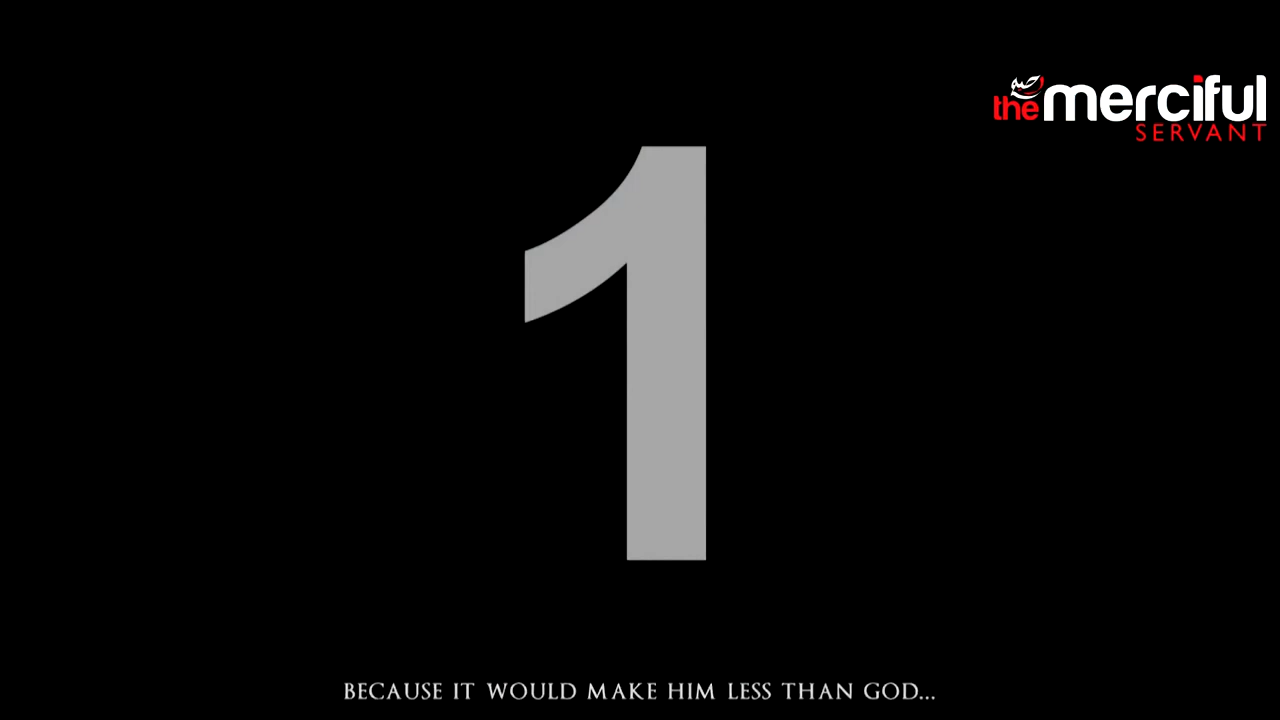 the merciful
SERVANT
1
BECAUSE IT WOULD MAKE HIM LESS THAN GOD...